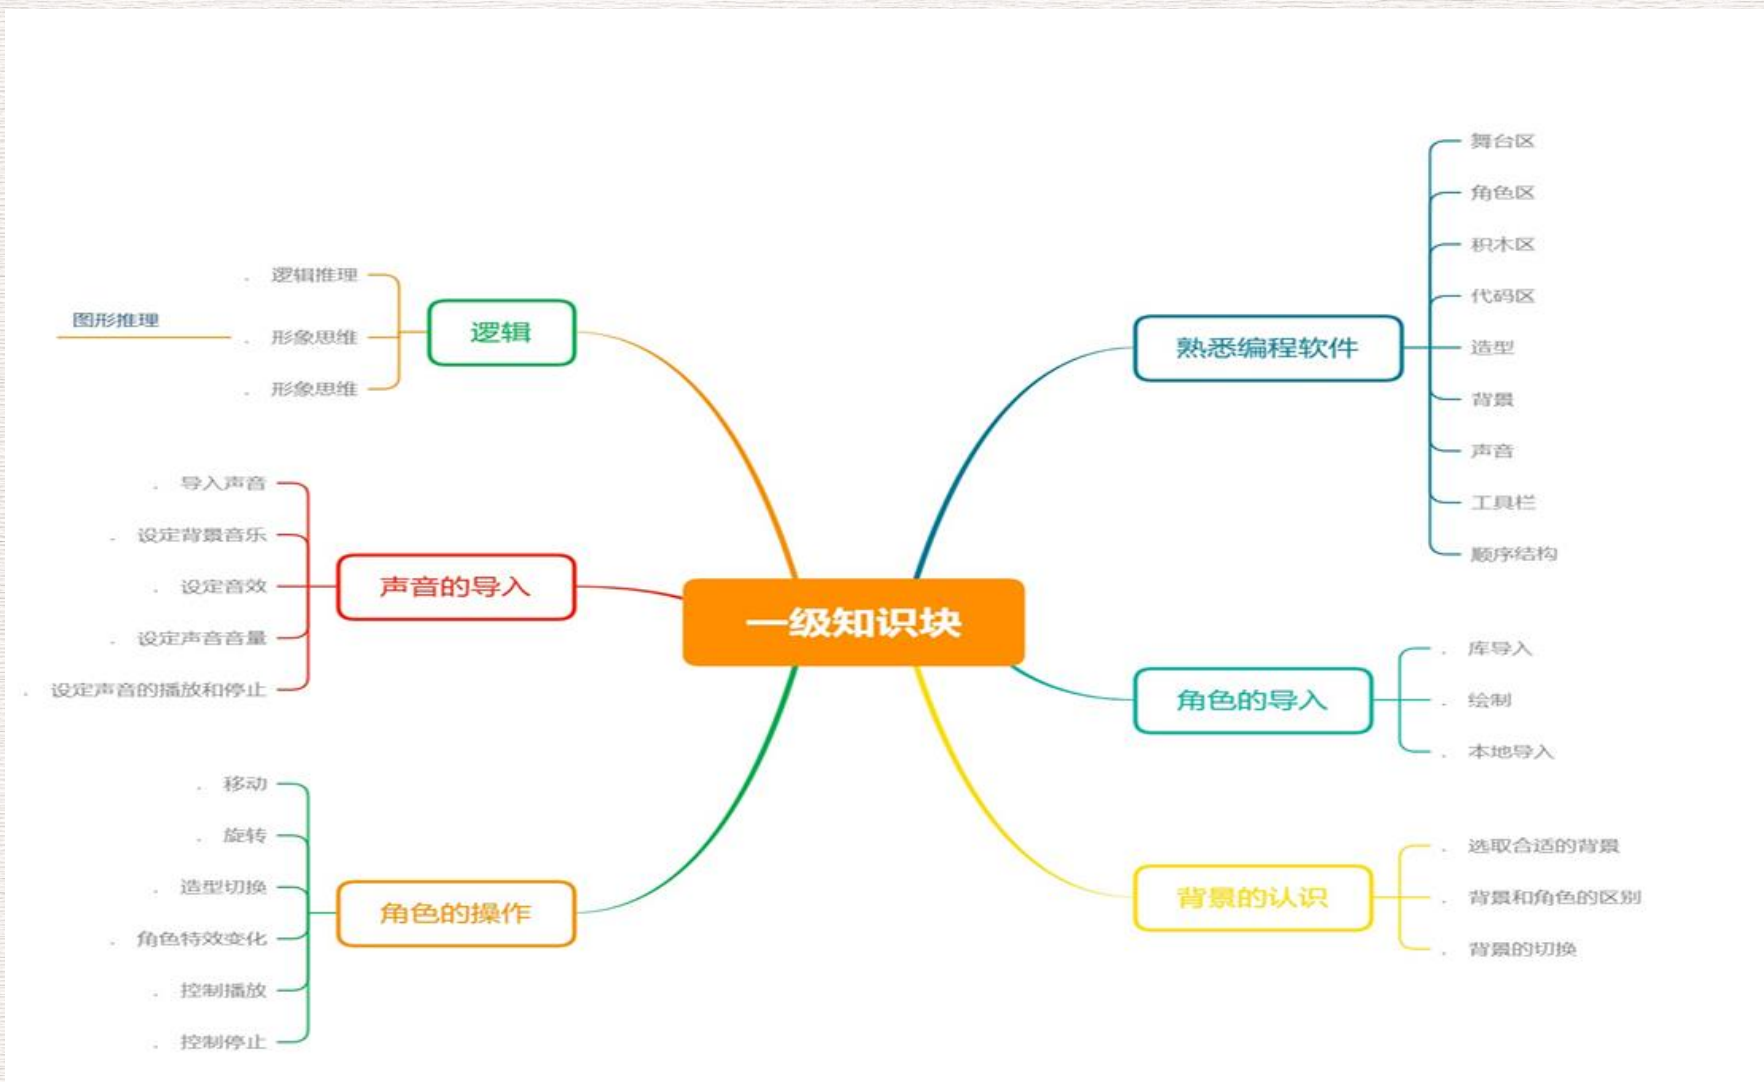 一级知识块
熟悉编程软件
舞台区
角色区
积木区
代码区
造型
背景
声音
工具栏
顺序结构
角色的导入
. 库导入
. 绘制
. 本地导入
背景的认识
. 选取合适的背景
. 背景和角色的区别
. 背景的切换
逻辑
. 逻辑推理
. 形象思维
图形推理
. 形象思维
声音的导入
. 导入声音
. 设定背景音乐
. 设定音效
. 设定声音音量
. 设定声音的播放和停止
角色的操作
. 移动
. 旋转
. 造型切换
. 角色特效变化
. 控制播放
. 控制停止